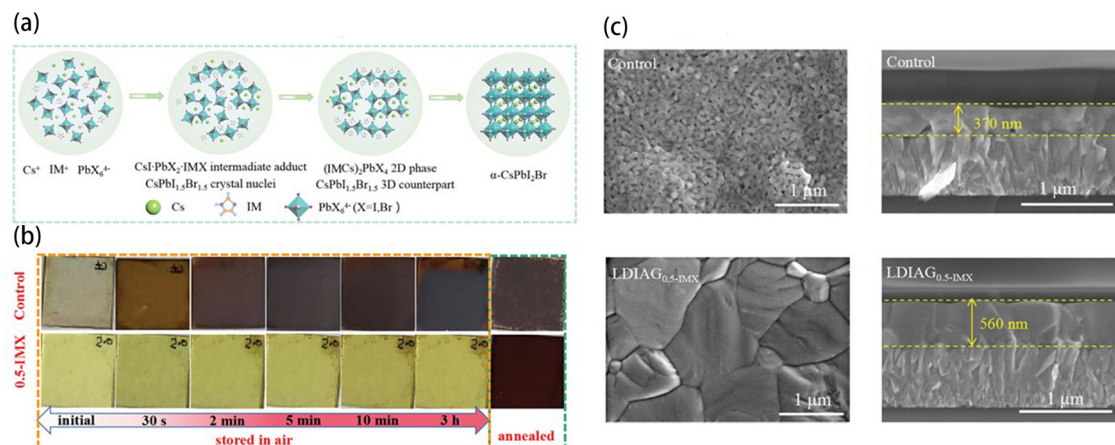 (a)
Cs⁺ IM⁺ PbX₆⁴⁻
CsI·PbX₂·IMX intermediate adduct
CsPbI₁.₅Br₁.₅ crystal nuclei
(IMCs)₂PbX₄ 2D phase
CsPbI₁.₅Br₁.₅ 3D counterpart
α-CsPbI₂Br
Cs
IM
PbX₆⁴⁻(X=I,Br)
(b)
Control
0.5-IMX
initial
30 s
2 min
5 min
10 min
3 h
stored in air
annealed
(c)
Control
1 μm
Control
370 nm
1 μm
LDIAG₀.₅-IMX
1 μm
LDIAG₀.₅-IMX
560 nm
1 μm